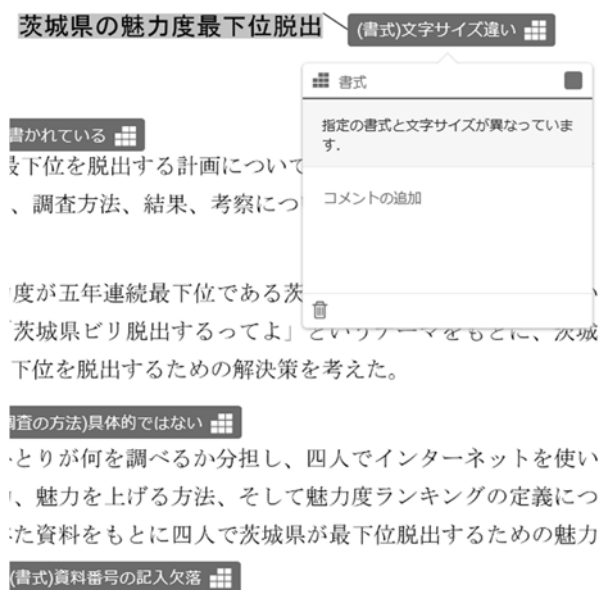 茨城県の魅力度最下位脱出
(書式)文字サイズ違い
書式
指定の書式と文字サイズが異なっていま
す.
コメントの追加
書かれている
最下位を脱出する計画について
、調査方法、結果、考察につ
度が五年連続最下位である茨
「茨城県ビリ脱出するってよ」というテーマをもとに、茨城
下位を脱出するための解決策を考えた。
調査の方法)具体的ではない
とりが何を調べるか分担し、四人でインターネットを使い
、魅力を上げる方法、そして魅力度ランキングの定義につ
た資料をもとに四人で茨城県が最下位脱出するための魅力
(書式)資料番号の記入欠落